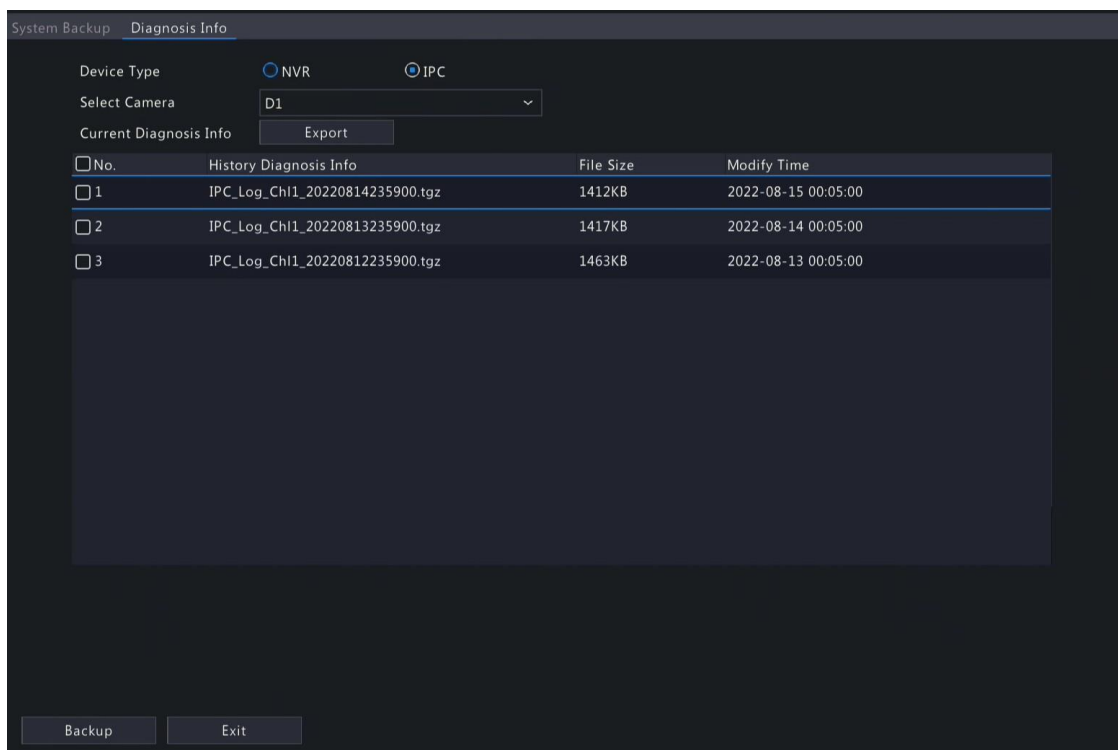 System Backup Diagnosis Info
Device Type NVR IPC
Select Camera D1
Current Diagnosis Info Export
No. History Diagnosis Info File Size Modify Time
1 IPC_Log_Chl1_20220814235900.tgz 1412KB 2022-08-15 00:05:00
2 IPC_Log_Chl1_20220813235900.tgz 1417KB 2022-08-14 00:05:00
3 IPC_Log_Chl1_20220812235900.tgz 1463KB 2022-08-13 00:05:00
Backup Exit